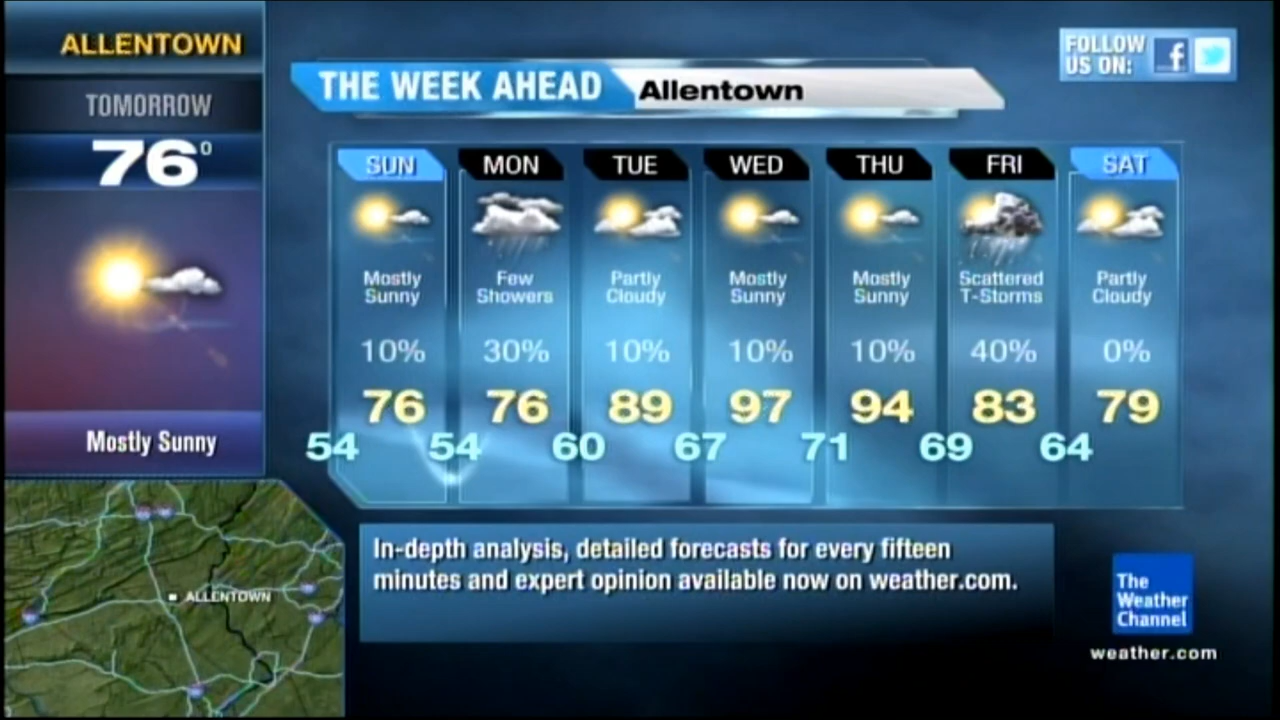 ALLENTOWN
TOMORROW
76°
Mostly Sunny
THE WEEK AHEAD Allentown
FOLLOW
US ON:
SUN MON TUE WED THU FRI SAT
Mostly Few Partly Mostly Mostly Scattered Partly
Sunny Showers Cloudy Sunny Sunny T-Storms Cloudy
10% 30% 10% 10% 10% 40% 0%
76 76 89 97 94 83 79
54 54 60 67 71 69 64
In-depth analysis, detailed forecasts for every fifteen
minutes and expert opinion available now on weather.com.
ALLENTOWN
The
Weather
Channel
weather.com